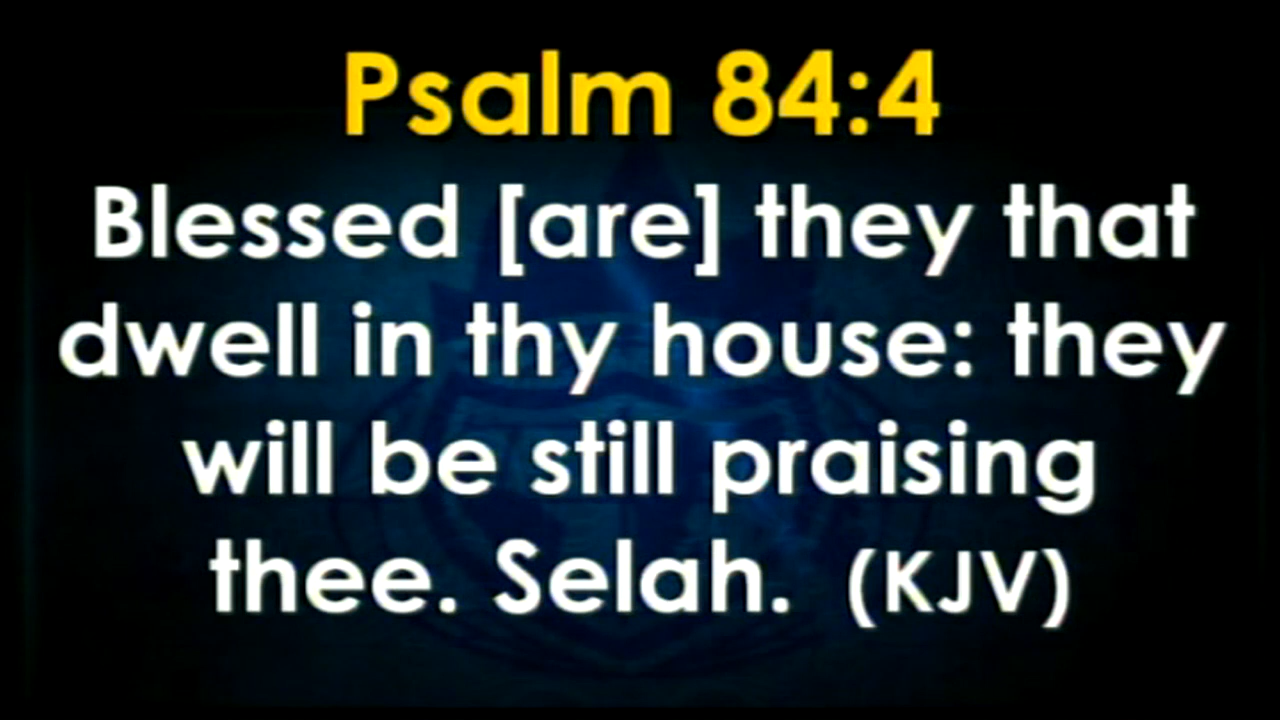 Psalm 84:4
Blessed [are] they that
dwell in thy house: they
will be still praising
thee. Selah. (KJV)